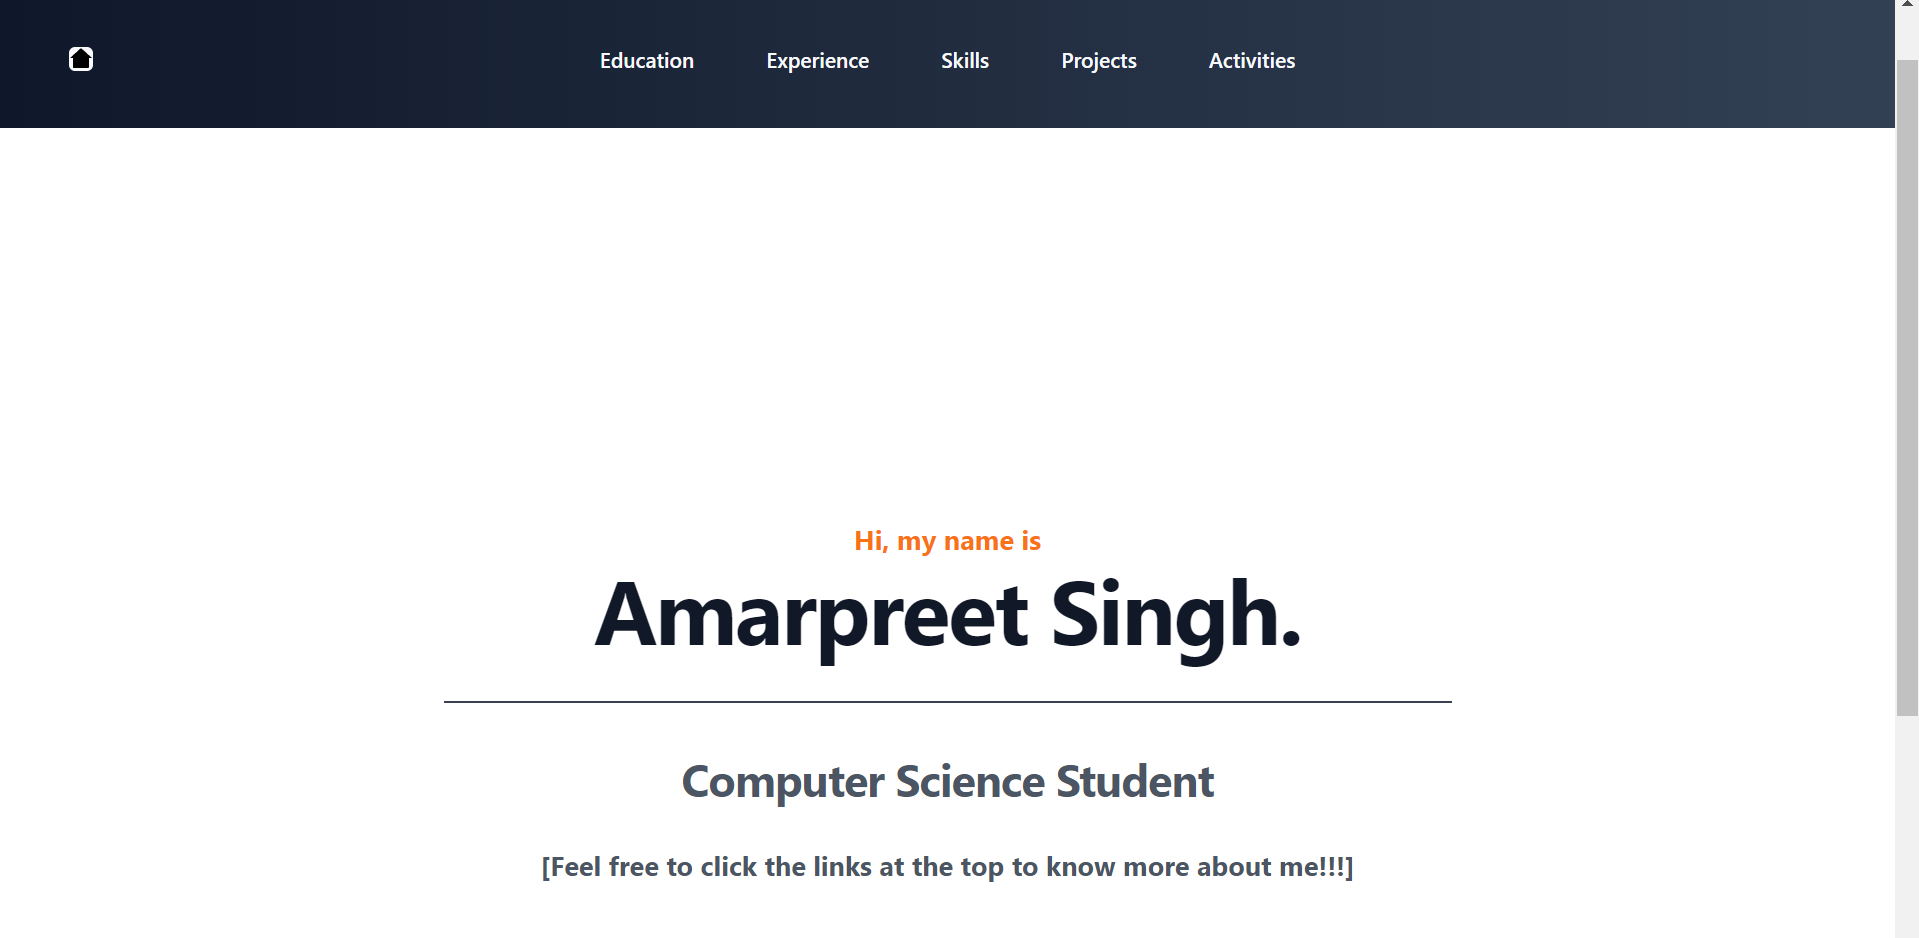 Education Experience Skills Projects Activities
Hi, my name is
Amarpreet Singh.
Computer Science Student
[Feel free to click the links at the top to know more about me!!!]